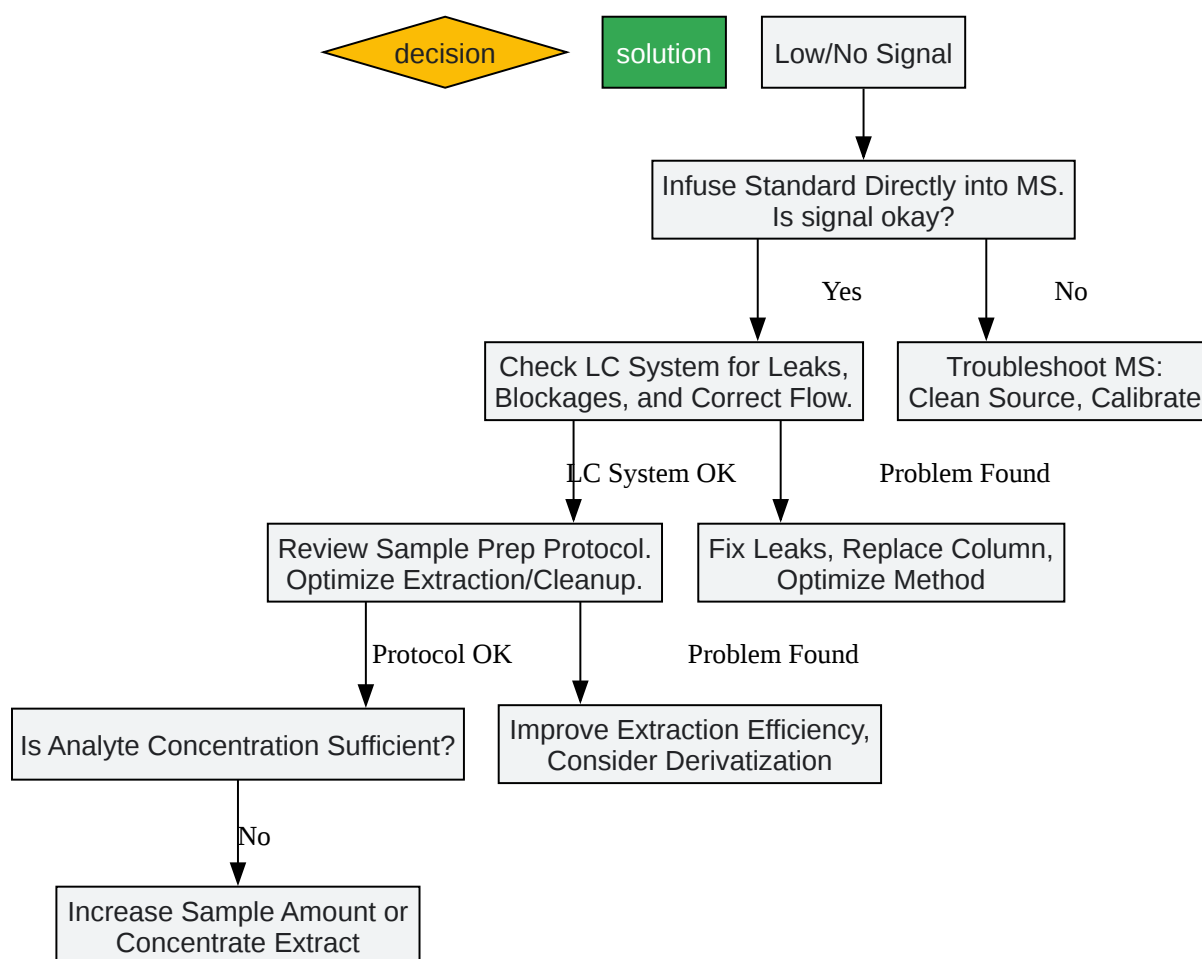 decision
solution
Low/No Signal
Infuse Standard Directly into MS.
Is signal okay?
Yes
No
Check LC System for Leaks,
Blockages, and Correct Flow.
Troubleshoot MS:
Clean Source, Calibrate
LC System OK
Problem Found
Review Sample Prep Protocol.
Optimize Extraction/Cleanup.
Fix Leaks, Replace Column,
Optimize Method
Protocol OK
Problem Found
Is Analyte Concentration Sufficient?
Improve Extraction Efficiency,
Consider Derivatization
No
Increase Sample Amount or
Concentrate Extract